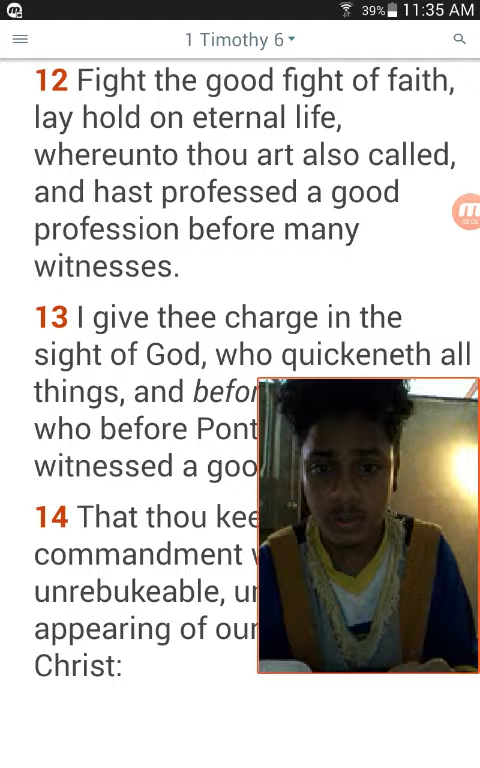 39% 11:35 AM
1 Timothy 6
12 Fight the good fight of faith,
lay hold on eternal life,
whereunto thou art also called,
and hast professed a good
profession before many
witnesses.
13 I give thee charge in the
sight of God, who quickeneth all
things, and befor
who before Pont
witnessed a goo
14 That thou kee
commandment
unrebukeable, un
appearing of our
Christ: